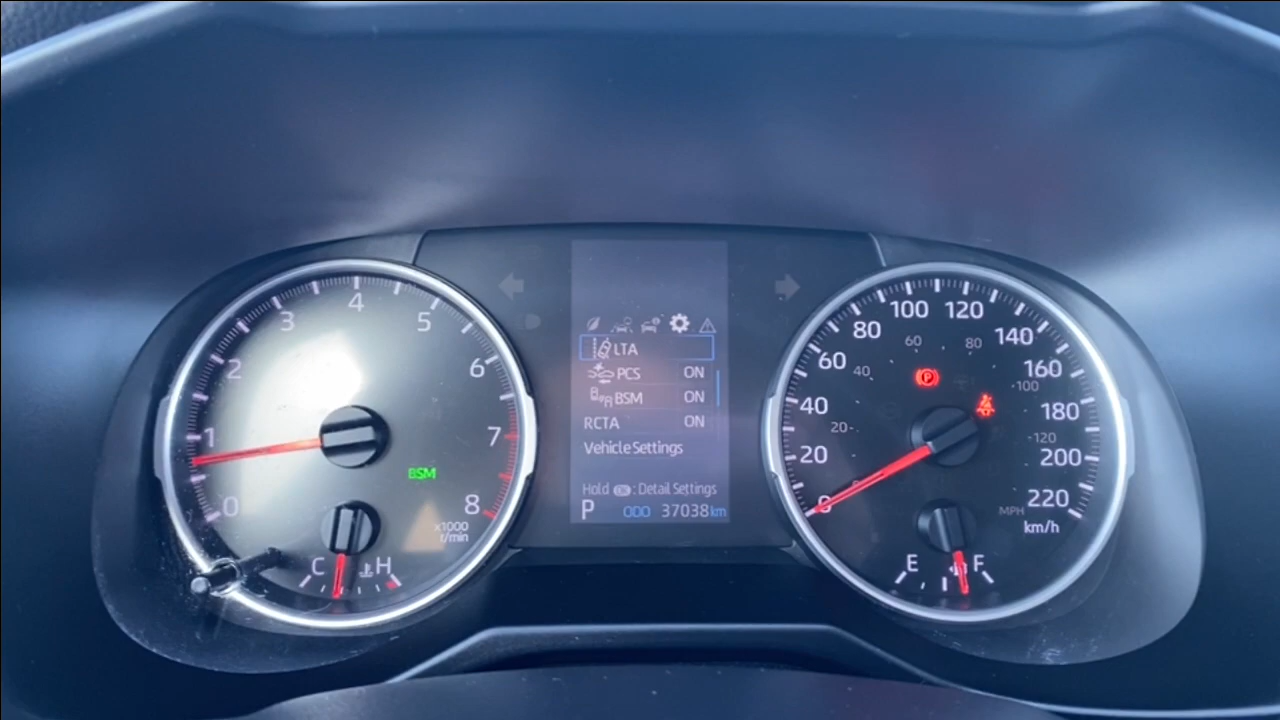 0
1
2
3
4
5
6
7
8
x1000
r/min
BSM
C H
LTA
PCS ON
BSM ON
RCTA ON
Vehicle Settings
Hold OK : Detail Settings
P 000 37038 km
0
20
40
60
80
100
120
140
160
180
200
220
km/h
20
40
60
80
100
120
MPH
P
E F